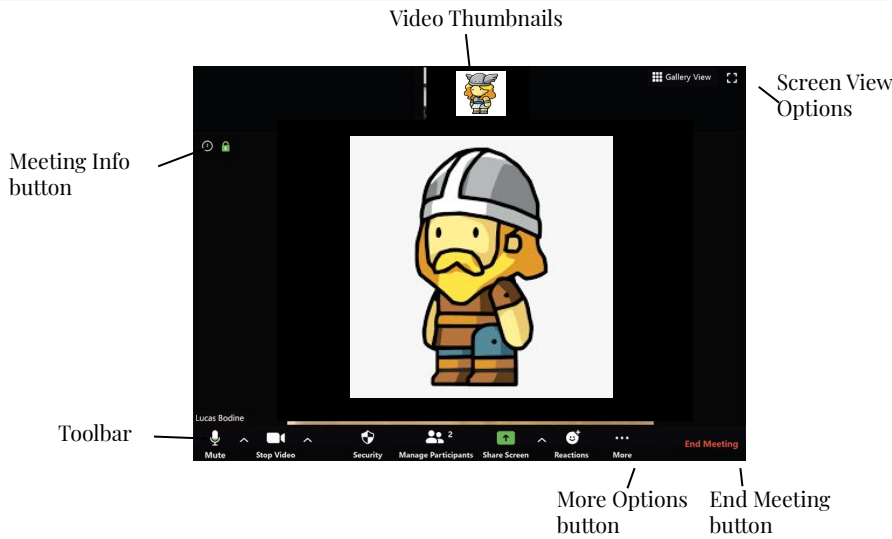 Video Thumbnails
Gallery View
Screen View
Options
Meeting Info
button
Lucas Bodine
Toolbar
2
Mute
Stop Video
Security
Manage Participants
Share Screen
Reactions
More
End Meeting
More Options
button
End Meeting
button